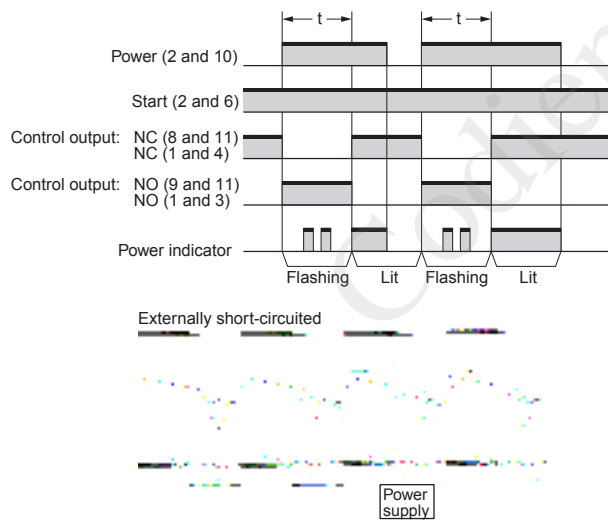 t
t
Power (2 and 10)
Start (2 and 6)
Control output: NC (8 and 11)
NC (1 and 4)
Control output: NO (9 and 11)
NO (1 and 3)
Power indicator
Flashing Lit Flashing Lit
Externally short-circuited
Power
supply